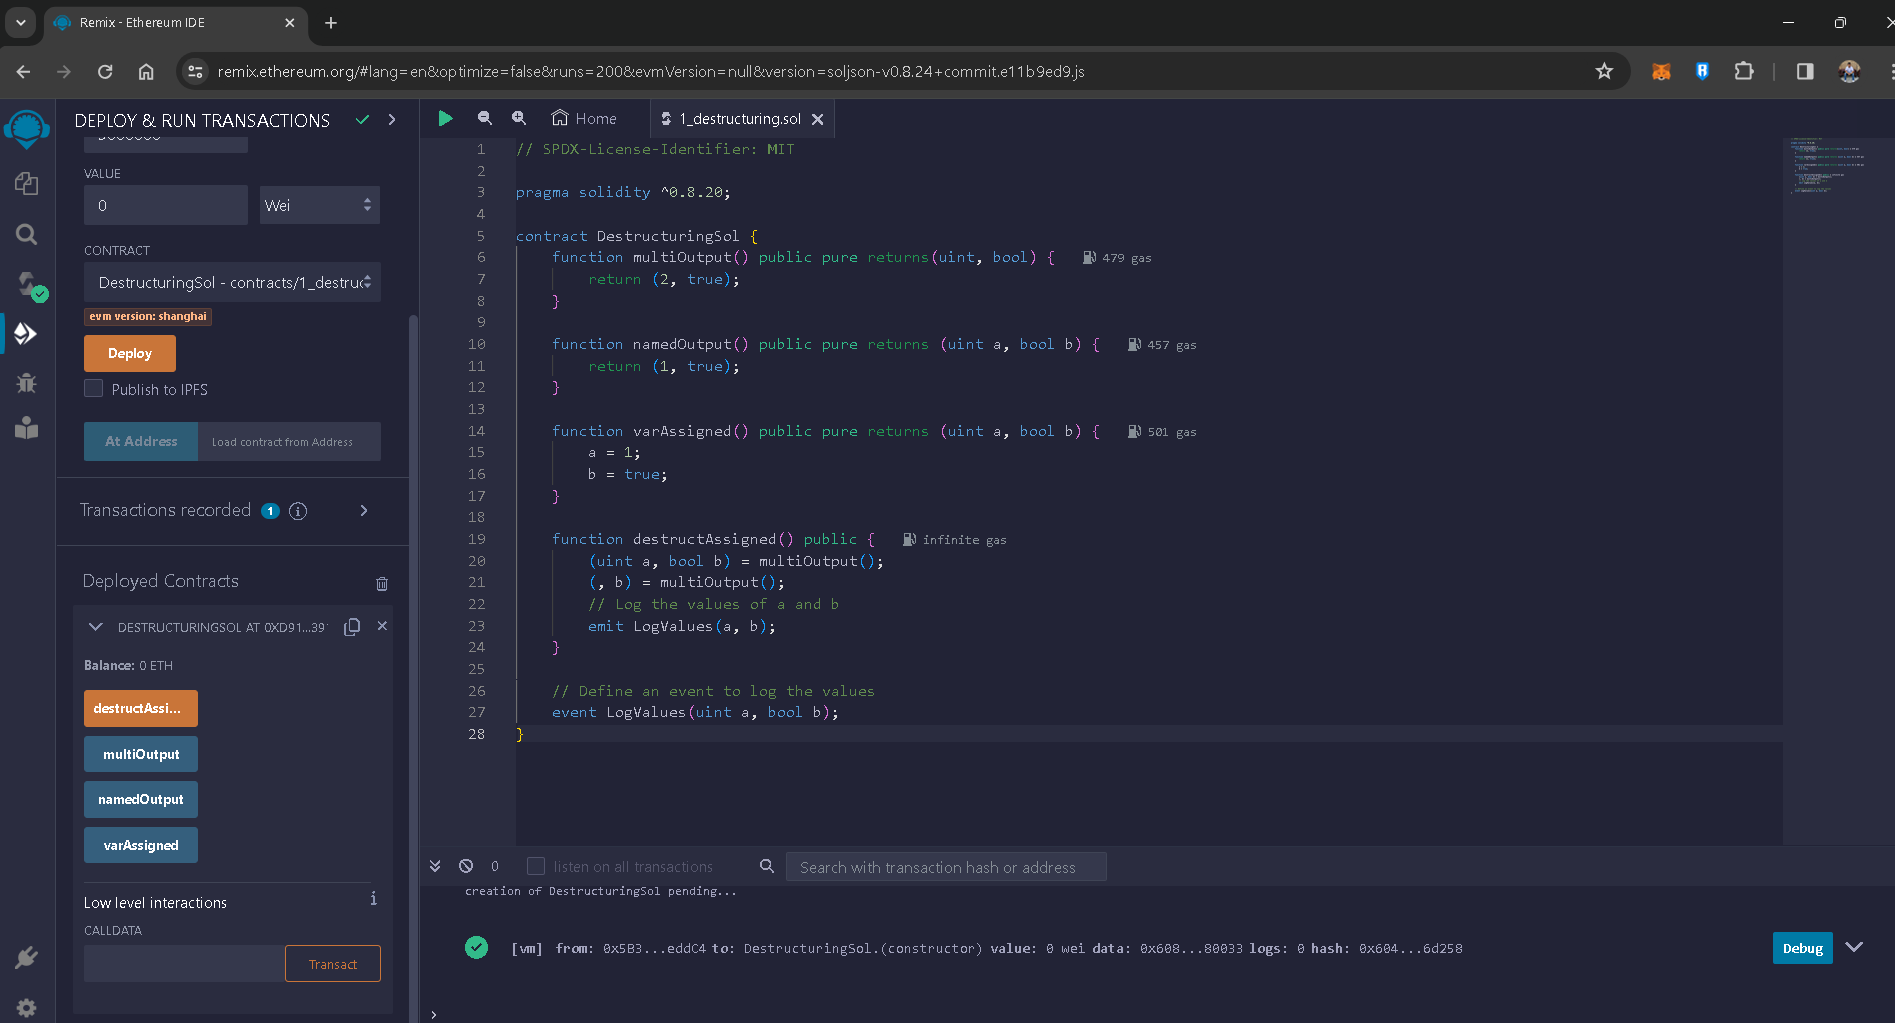 Remix - Ethereum IDE
remix.ethereum.org/#lang=en&optimize=false&runs=200&evmVersion=null&version=soljson-v0.8.24+commit.e11b9ed9.js
DEPLOY & RUN TRANSACTIONS
VALUE
0
Wei
CONTRACT
DestructuringSol - contracts/1_destruc
evm version: shanghai
Deploy
Publish to IPFS
At Address
Load contract from Address
Transactions recorded 1 i
Deployed Contracts
DESTRUCTURINGSOL AT 0XD91...39
Balance: 0 ETH
destructAssi...
multiOutput
namedOutput
varAssigned
Low level interactions
i
CALLDATA
Transact
Home
1_destructuring.sol
1 // SPDX-License-Identifier: MIT
2
3 pragma solidity ^0.8.20;
4
5 contract DestructuringSol {
6 function multiOutput() public pure returns(uint, bool) { 479 gas
7 return (2, true);
8 }
9
10 function namedOutput() public pure returns (uint a, bool b) { 457 gas
11 return (1, true);
12 }
13
14 function varAssigned() public pure returns (uint a, bool b) { 501 gas
15 a = 1;
16 b = true;
17 }
18
19 function destructAssigned() public { infinite gas
20 (uint a, bool b) = multiOutput();
21 (, b) = multiOutput();
22 // Log the values of a and b
23 emit LogValues(a, b);
24 }
25
26 // Define an event to log the values
27 event LogValues(uint a, bool b);
28 }
0
listen on all transactions
Search with transaction hash or address
creation of DestructuringSol pending...
[vm] from: 0x5B3...eddC4 to: DestructuringSol.(constructor) value: 0 wei data: 0x608...80033 logs: 0 hash: 0x604...6d258
Debug
>